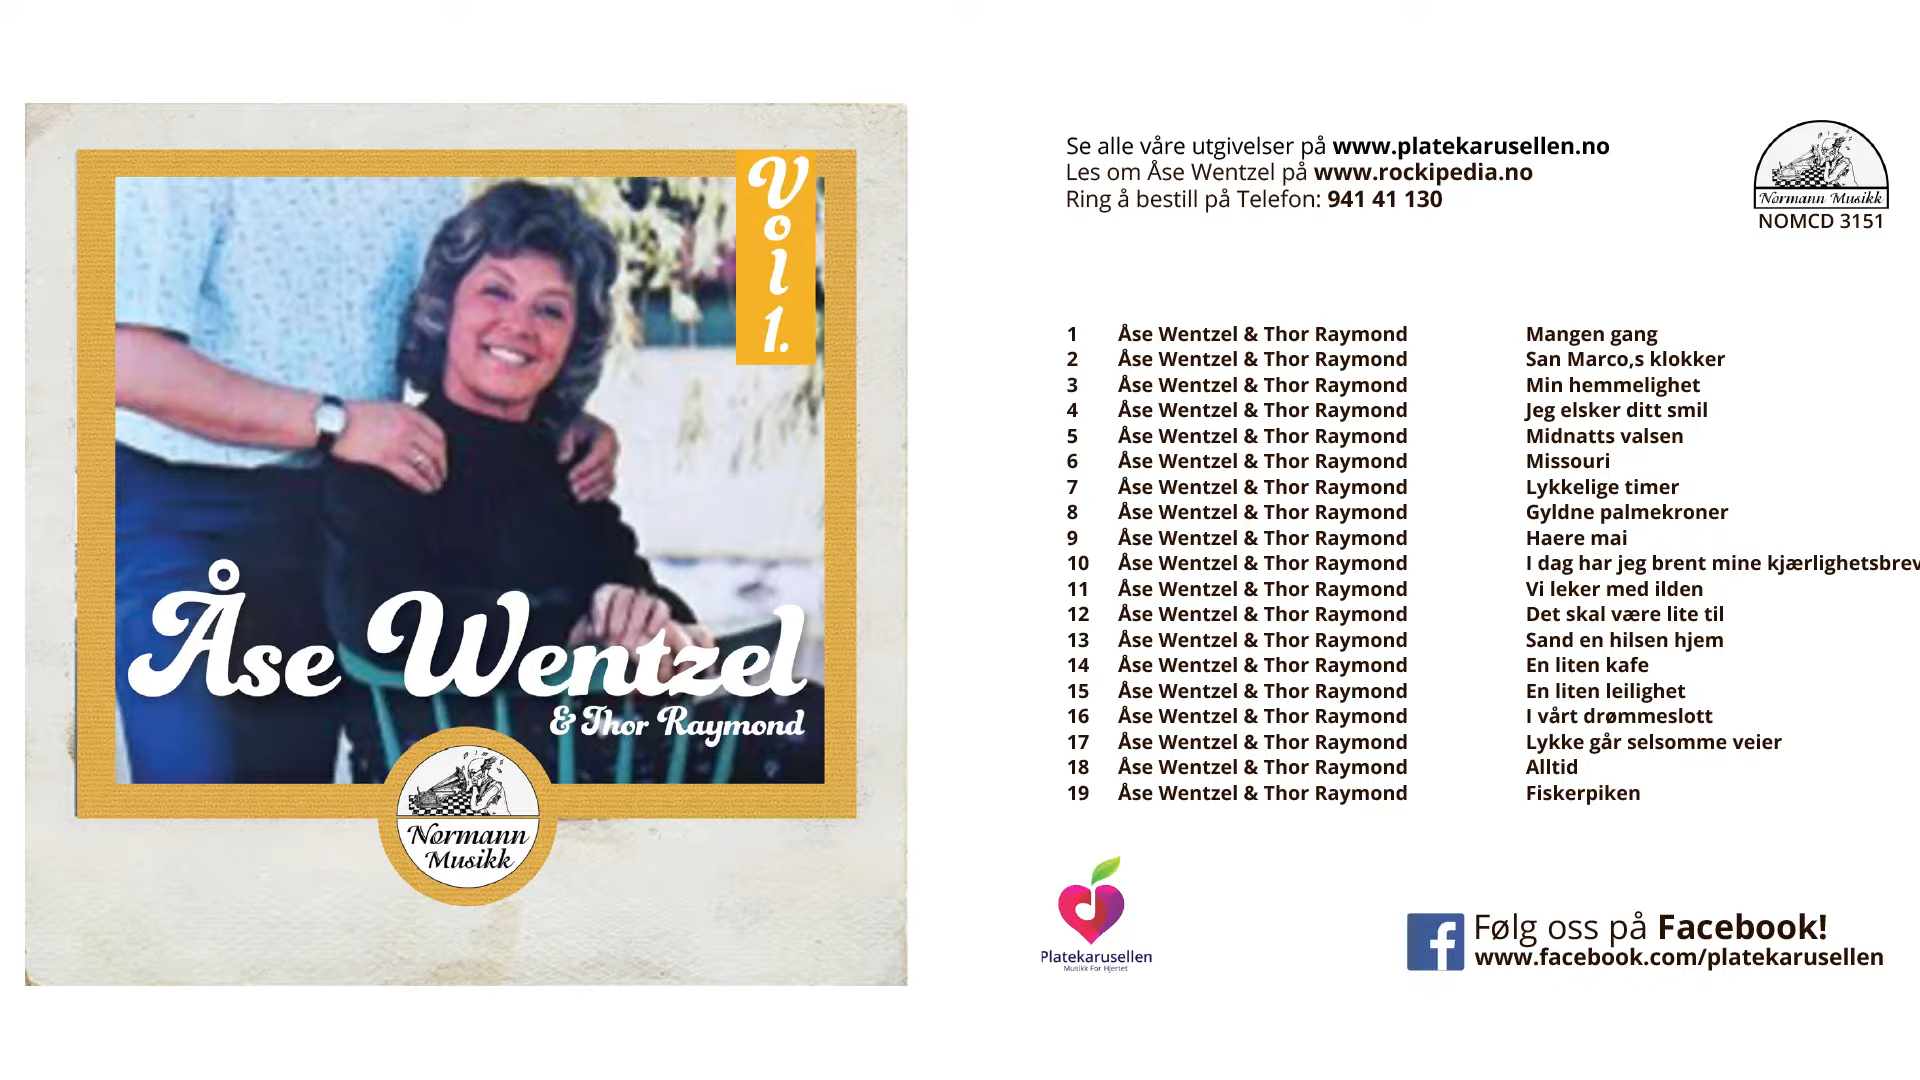 Vol 1.
Åse Wentzel
& Thor Raymond
Normann
Musikk
Se alle våre utgivelser på www.platekarusellen.no
Les om Åse Wentzel på www.rockipedia.no
Ring å bestill på Telefon: 941 41 130
Normann Musikk
NOMCD 3151
1 Åse Wentzel & Thor Raymond Mangen gang
2 Åse Wentzel & Thor Raymond San Marco,s klokker
3 Åse Wentzel & Thor Raymond Min hemmelighet
4 Åse Wentzel & Thor Raymond Jeg elsker ditt smil
5 Åse Wentzel & Thor Raymond Midnatts valsen
6 Åse Wentzel & Thor Raymond Missouri
7 Åse Wentzel & Thor Raymond Lykkelige timer
8 Åse Wentzel & Thor Raymond Gyldne palmekroner
9 Åse Wentzel & Thor Raymond Haere mai
10 Åse Wentzel & Thor Raymond I dag har jeg brent mine kjærlighetsbrev
11 Åse Wentzel & Thor Raymond Vi leker med ilden
12 Åse Wentzel & Thor Raymond Det skal være lite til
13 Åse Wentzel & Thor Raymond Sand en hilsen hjem
14 Åse Wentzel & Thor Raymond En liten kafe
15 Åse Wentzel & Thor Raymond En liten leilighet
16 Åse Wentzel & Thor Raymond I vårt drømmeslott
17 Åse Wentzel & Thor Raymond Lykke går selsomme veier
18 Åse Wentzel & Thor Raymond Alltid
19 Åse Wentzel & Thor Raymond Fiskerpiken
Platekarusellen
Musikk For Hjertet
Følg oss på Facebook!
www.facebook.com/platekarusellen